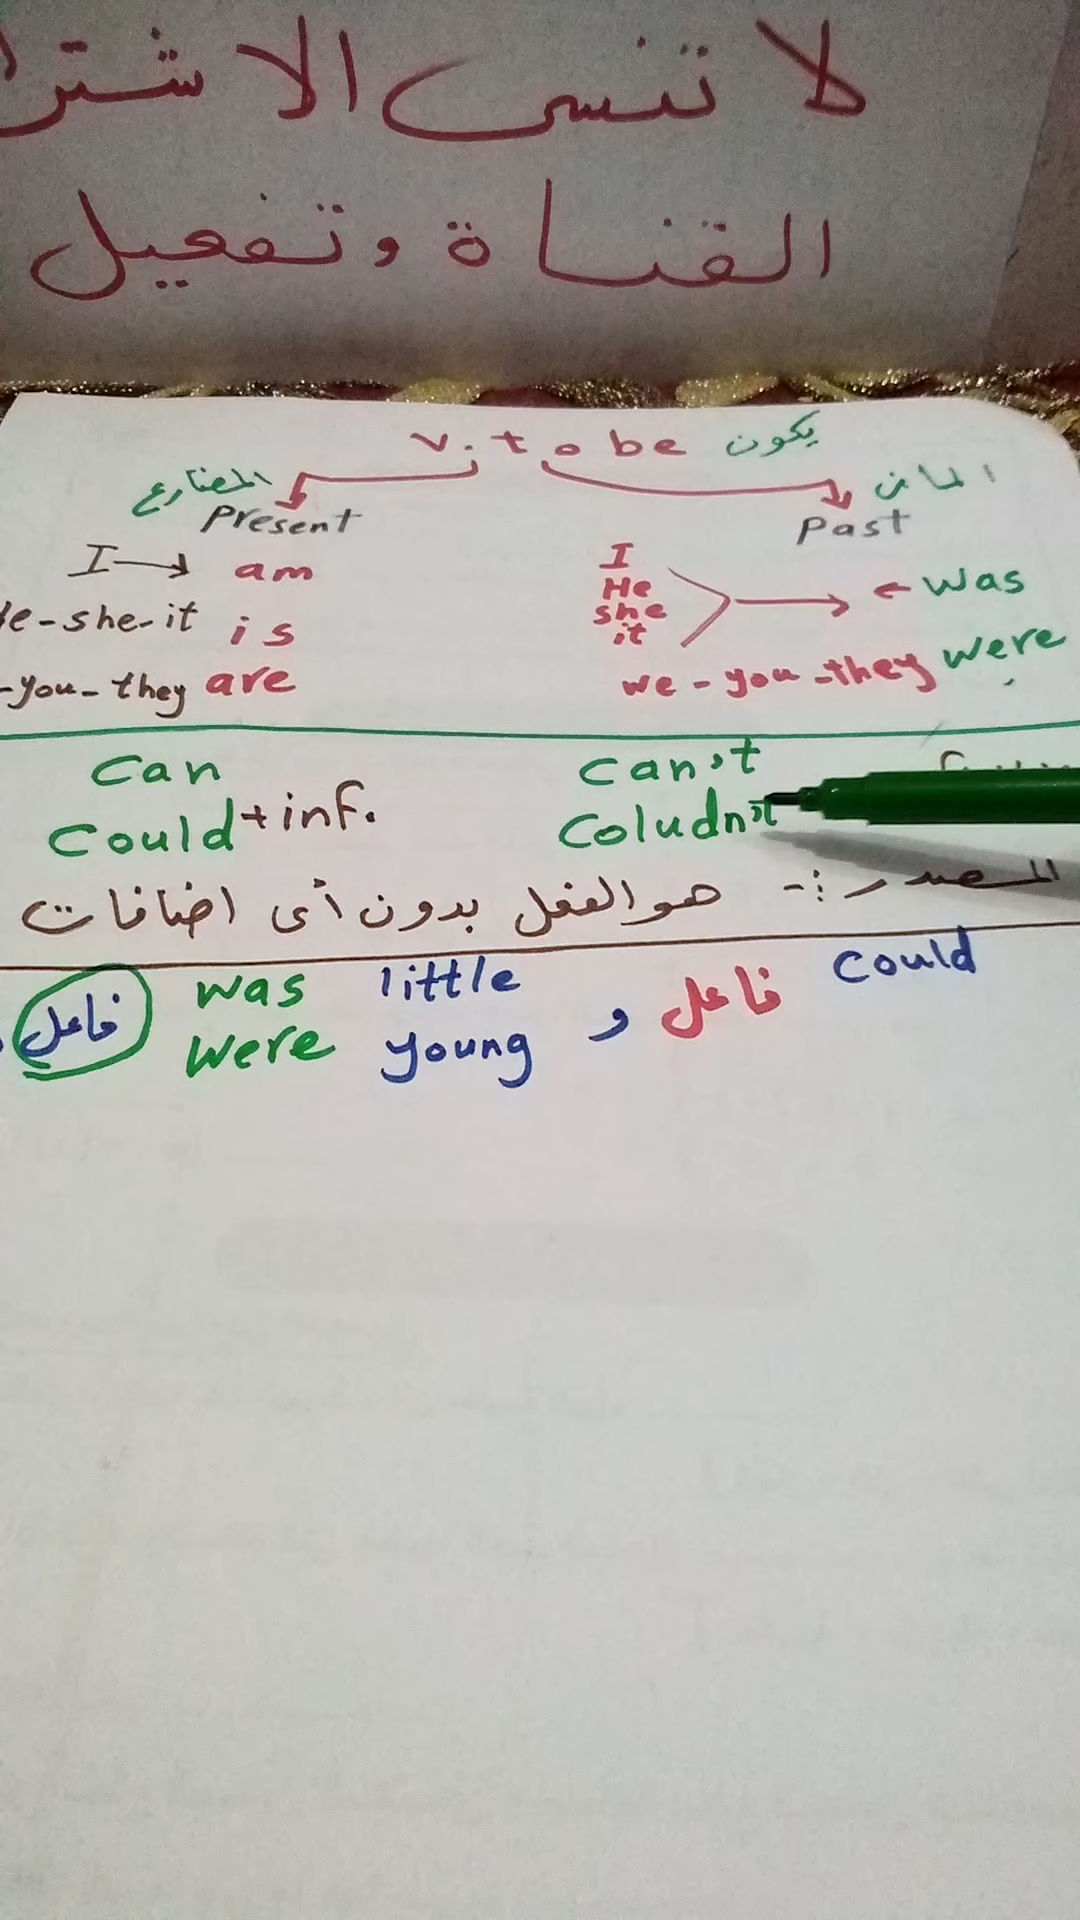 لا تنس الاشترا
القناة وتفعيل
v. to be يكون
المضارع
الماضى
Present
Past
I → am
e-she-it is
-you-they are
I
He
she
it
was
we-you-they were
can
could + inf.
can't
coludn't
المصدر :- هو الفعل بدون أى اضافات
فاعل was little و فاعل could
were young